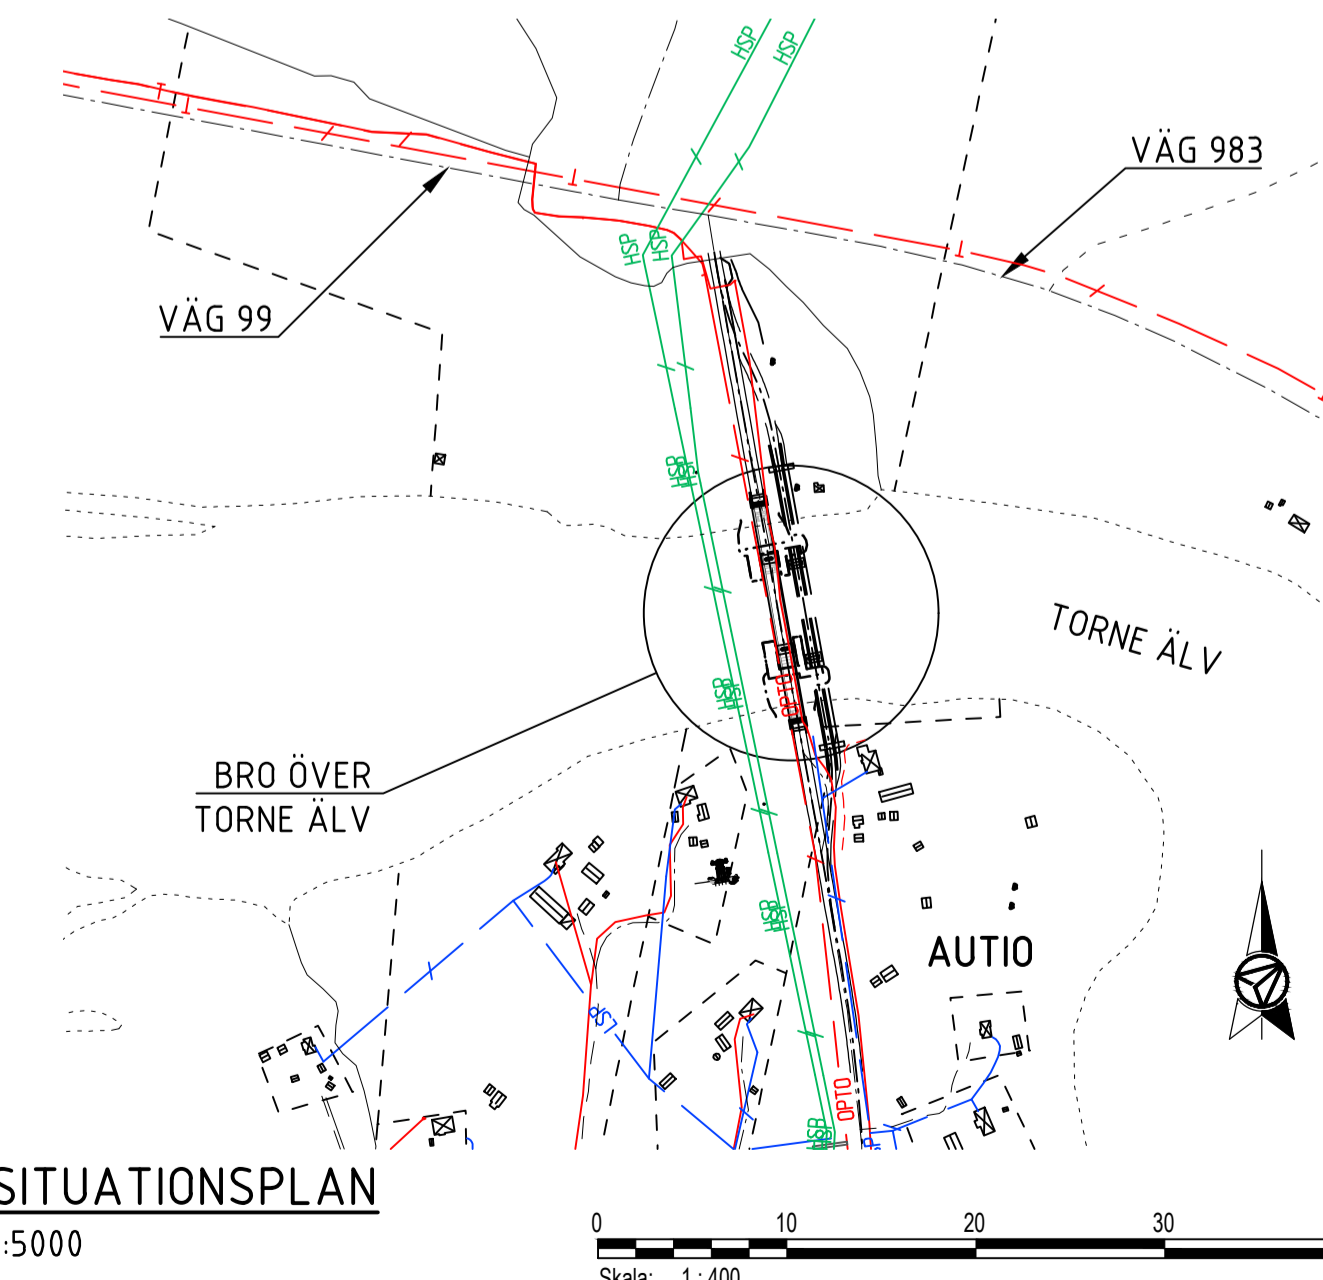 HSP
HSP
VÄG 983
HSP
HSP
VÄG 99
HSP
HSP
TORNE ÄLV
HSP
HSP
OPTO
BRO ÖVER
TORNE ÄLV
HSP
HSP
AUTIO
LSP
OPTO
HSP
HSP
SITUATIONSPLAN
:5000
0 10 20 30
Skala: 1 : 400